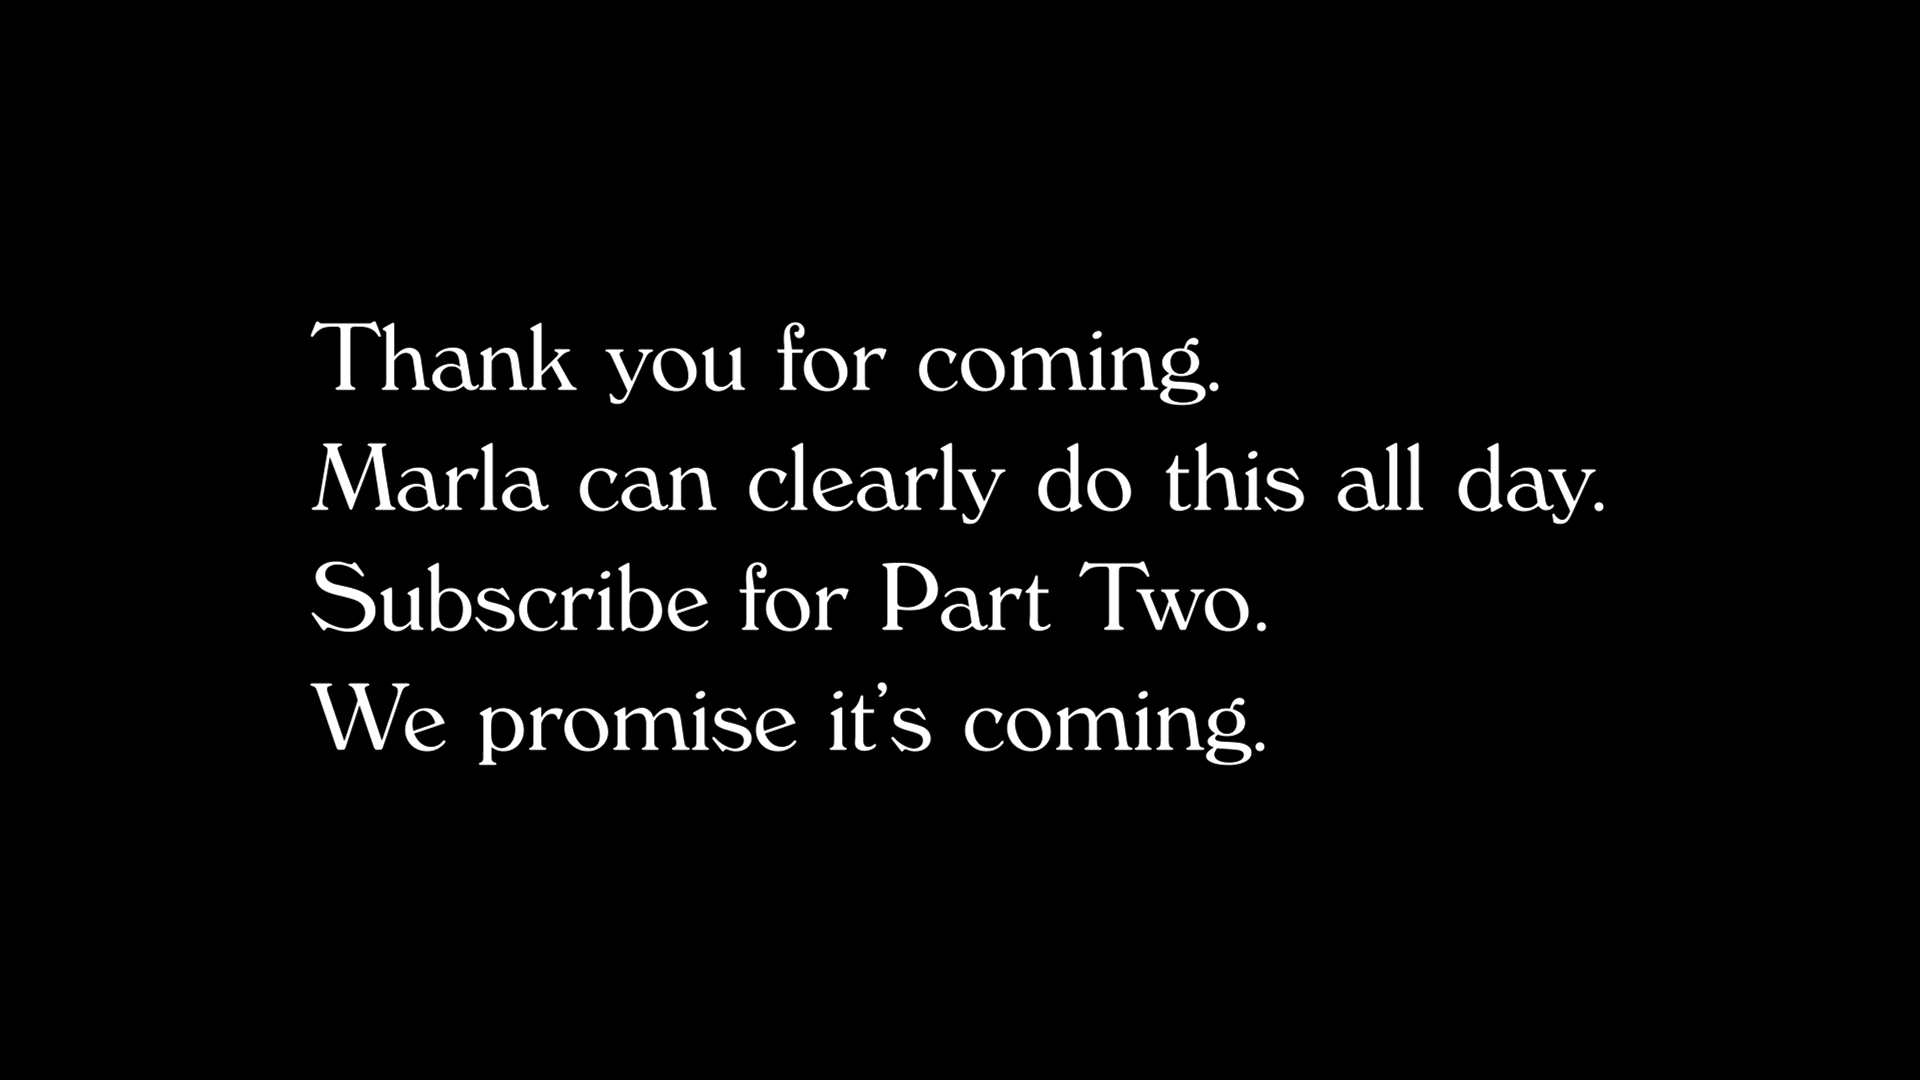 Thank you for coming.
Marla can clearly do this all day.
Subscribe for Part Two.
We promise it’s coming.